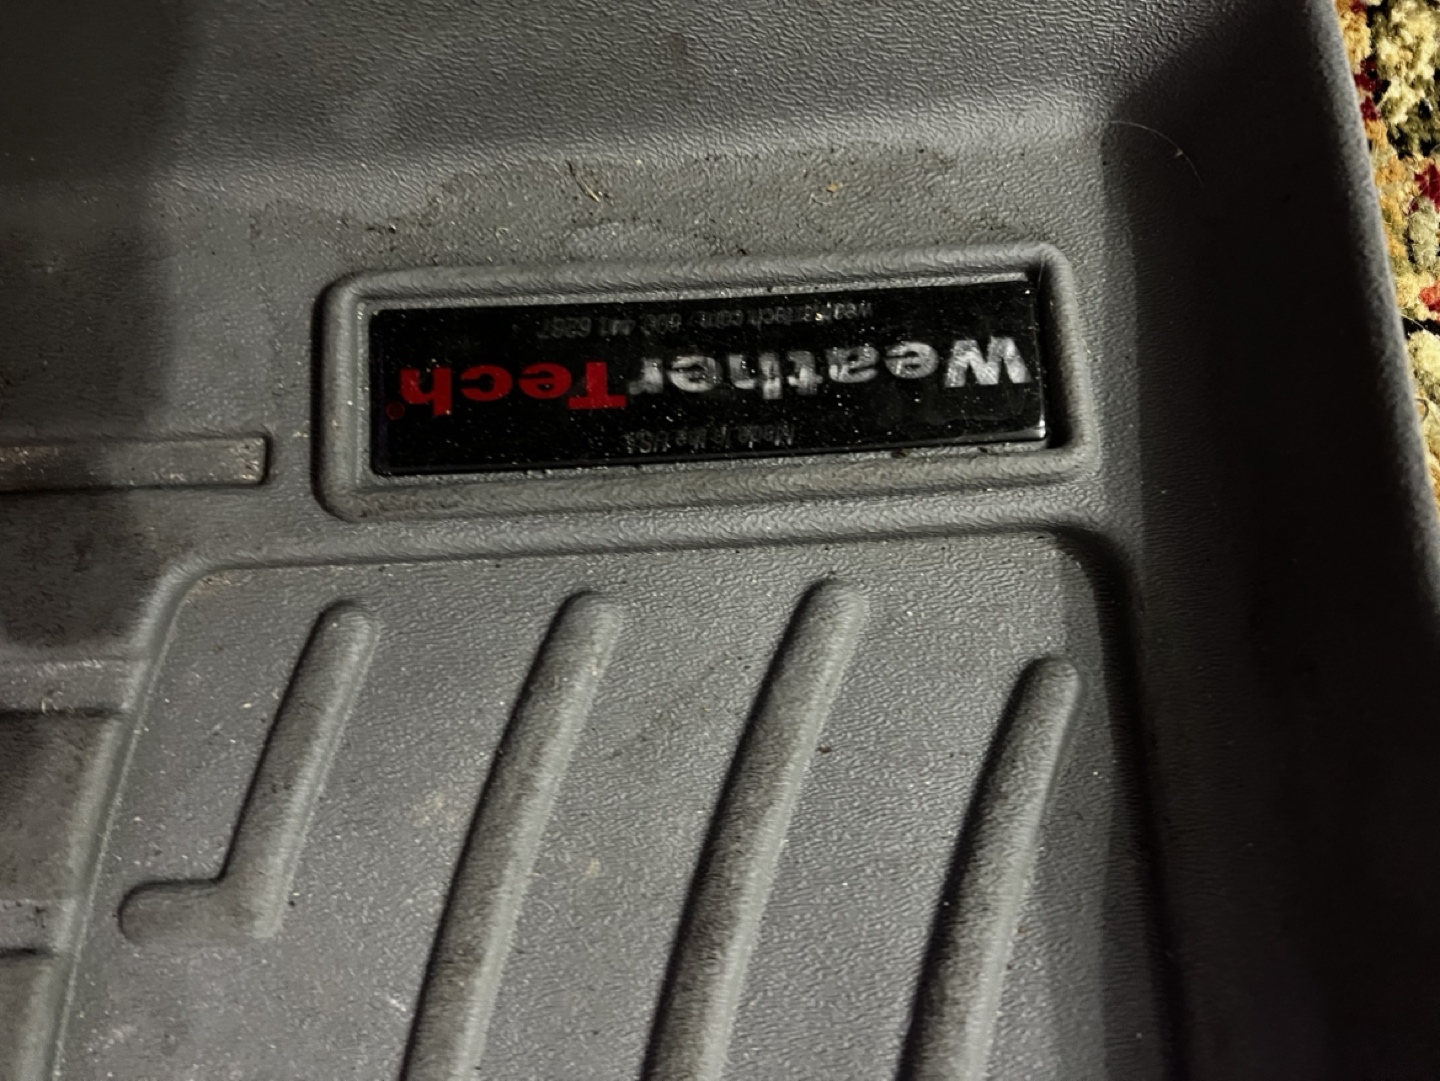 Made in the USA
WeatherTech®
weathertech.com / 800 441 6287